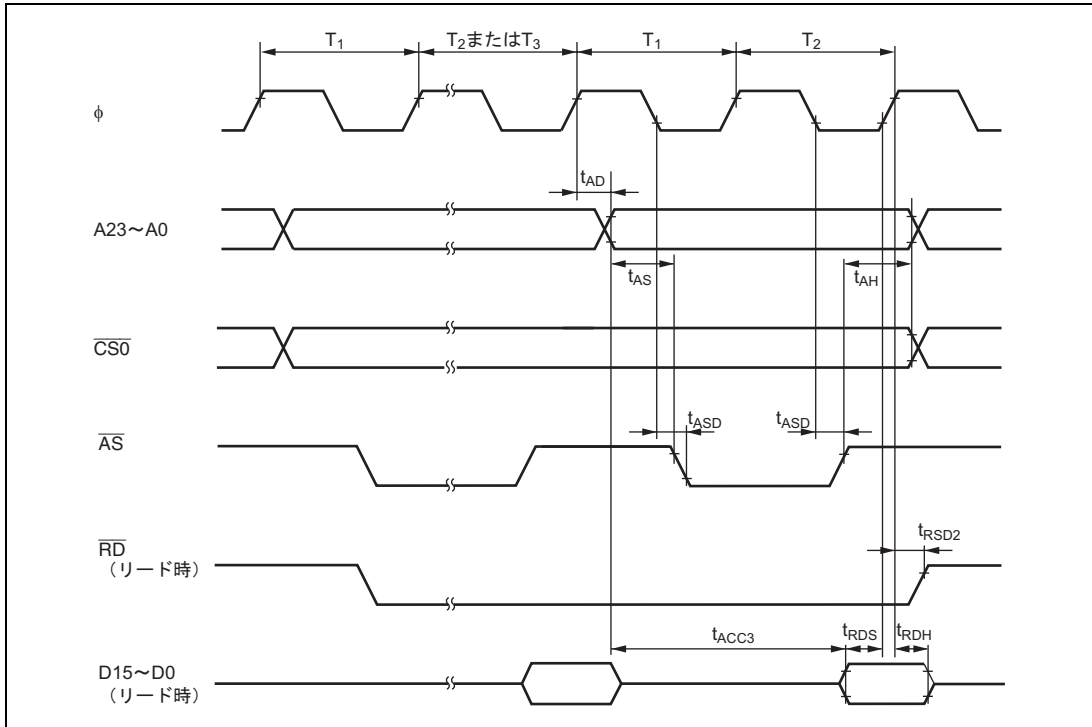 T1 T2またはT3 T1 T2
φ
tAD
A23～A0
tAS tAH
CS0
tASD tASD
AS
tRSD2
RD
（リード時）
tACC3 tRDS tRDH
D15～D0
（リード時）